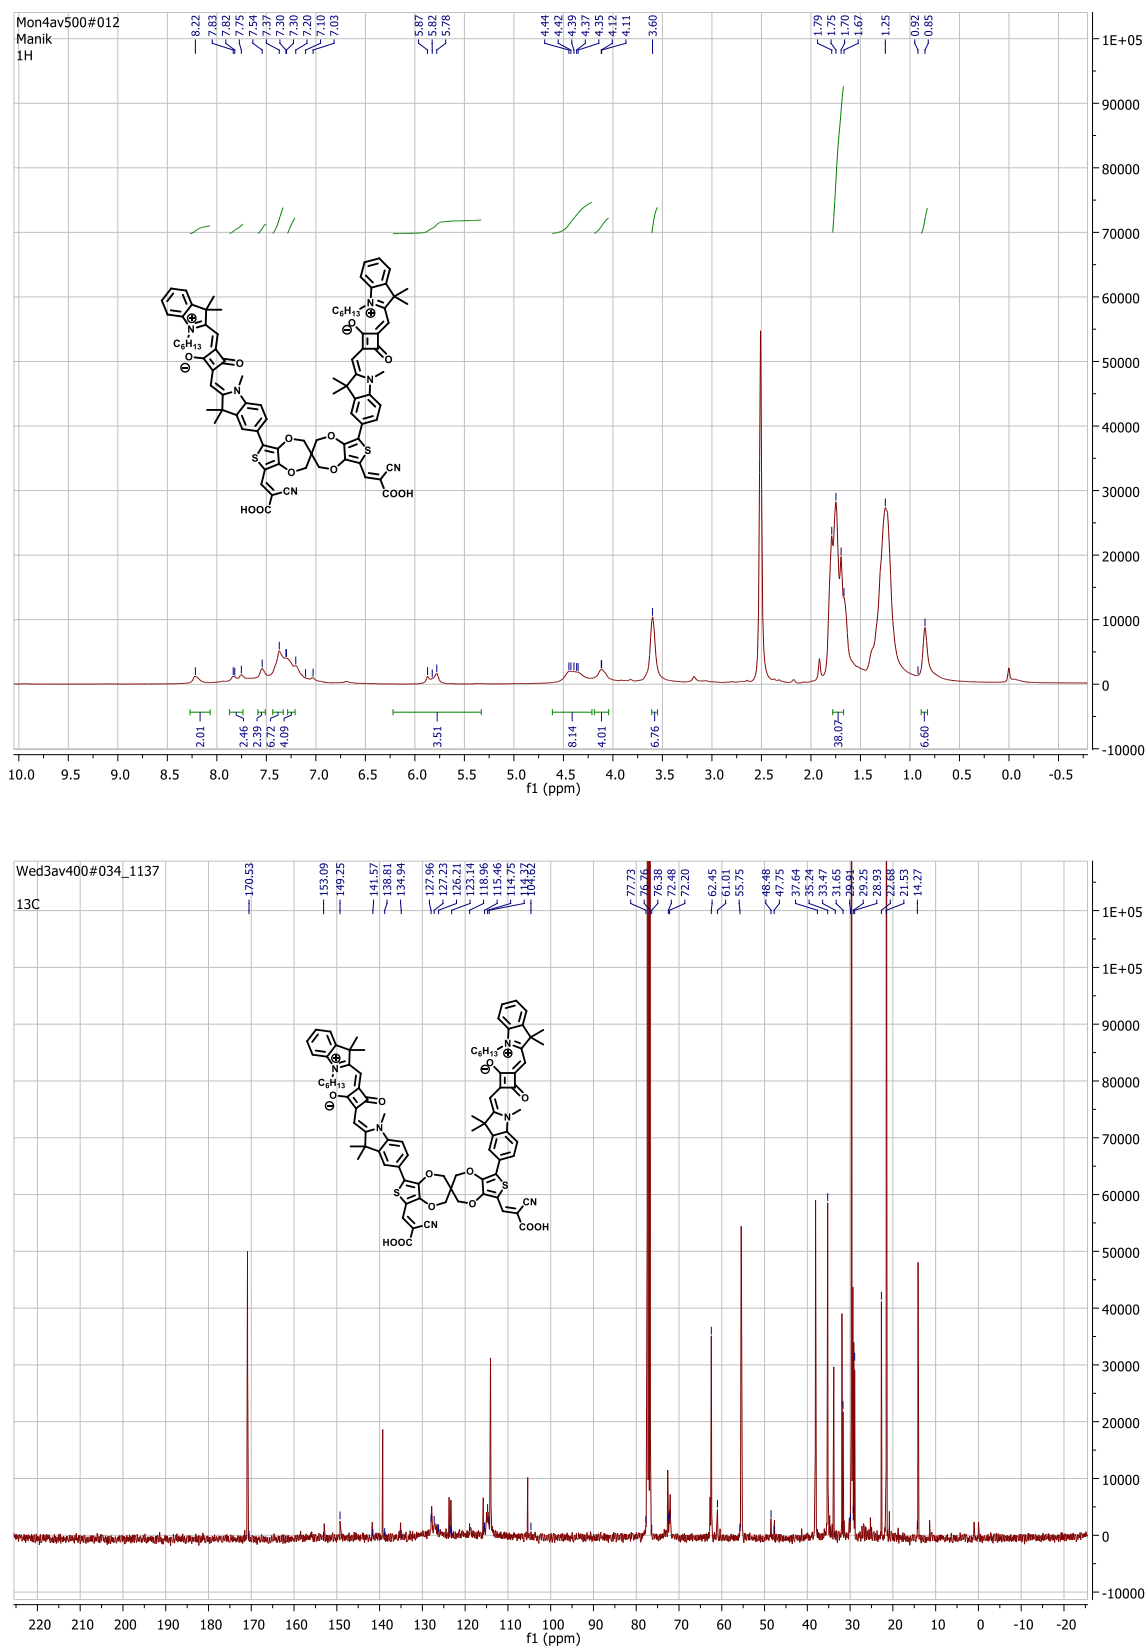 Mon4av500#012
Manik
1H
8.22 7.83 7.82 7.75 7.54 7.37 7.30 7.30 7.20 7.10 7.03 5.87 5.82 5.78 4.44 4.42 4.39 4.37 4.35 4.12 4.11 3.60 1.79 1.75 1.70 1.67 1.25 0.92 0.85
1E+05
90000
80000
70000
60000
50000
40000
30000
20000
10000
0
-10000
C6H13
N
⊕
O
⊖
O
N
S
O
O
CN
HOOC
N
⊕
C6H13
O
⊖
O
N
O
O
S
CN
COOH
2.01 2.46 2.39 6.72 4.09 3.51 8.14 4.01 6.76 38.07 6.60
10.0 9.5 9.0 8.5 8.0 7.5 7.0 6.5 6.0 5.5 5.0 4.5 4.0 3.5 3.0 2.5 2.0 1.5 1.0 0.5 0.0 -0.5
f1 (ppm)
Wed3av400#034_1137
13C
170.53 153.09 149.25 141.57 138.81 134.94 127.96 127.23 126.21 123.14 118.96 115.46 114.75 114.37 104.62 77.73 76.76 76.38 72.48 72.20 62.45 61.01 55.75 48.48 47.75 37.64 35.24 33.47 31.65 29.91 29.25 28.93 22.68 21.53 14.27
1E+05
1E+05
90000
80000
70000
60000
50000
40000
30000
20000
10000
0
-10000
N
⊕
C6H13
O
⊖
O
N
S
O
O
CN
HOOC
N
⊕
C6H13
O
⊖
O
N
O
O
S
CN
COOH
220 210 200 190 180 170 160 150 140 130 120 110 100 90 80 70 60 50 40 30 20 10 0 -10 -20
f1 (ppm)